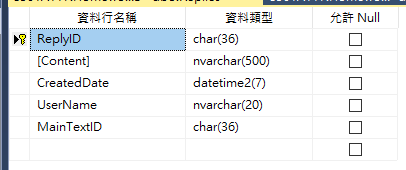 資料行名稱 資料類型 允許 Null
ReplyID char(36)
[Content] nvarchar(500)
CreatedDate datetime2(7)
UserName nvarchar(20)
MainTextID char(36)